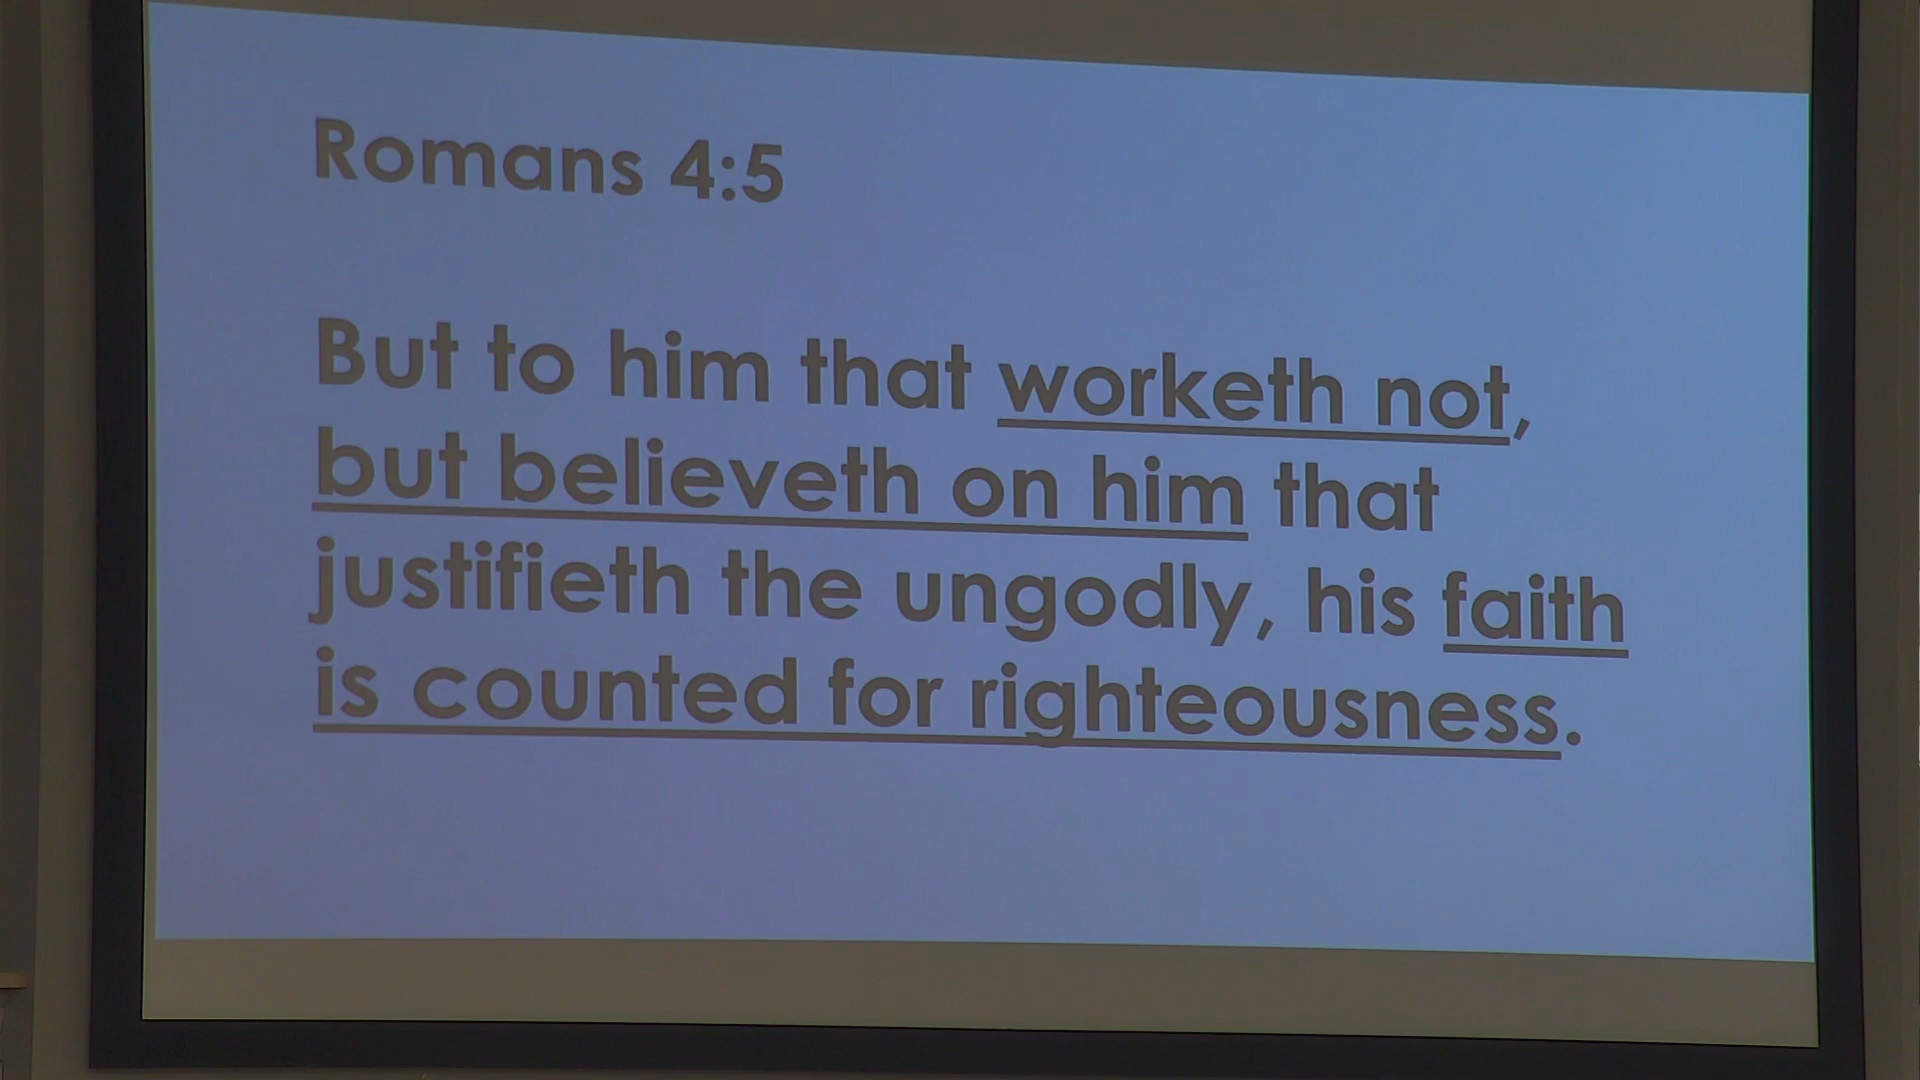 Romans 4:5
But to him that worketh not,
but believeth on him that
justifieth the ungodly, his faith
is counted for righteousness.